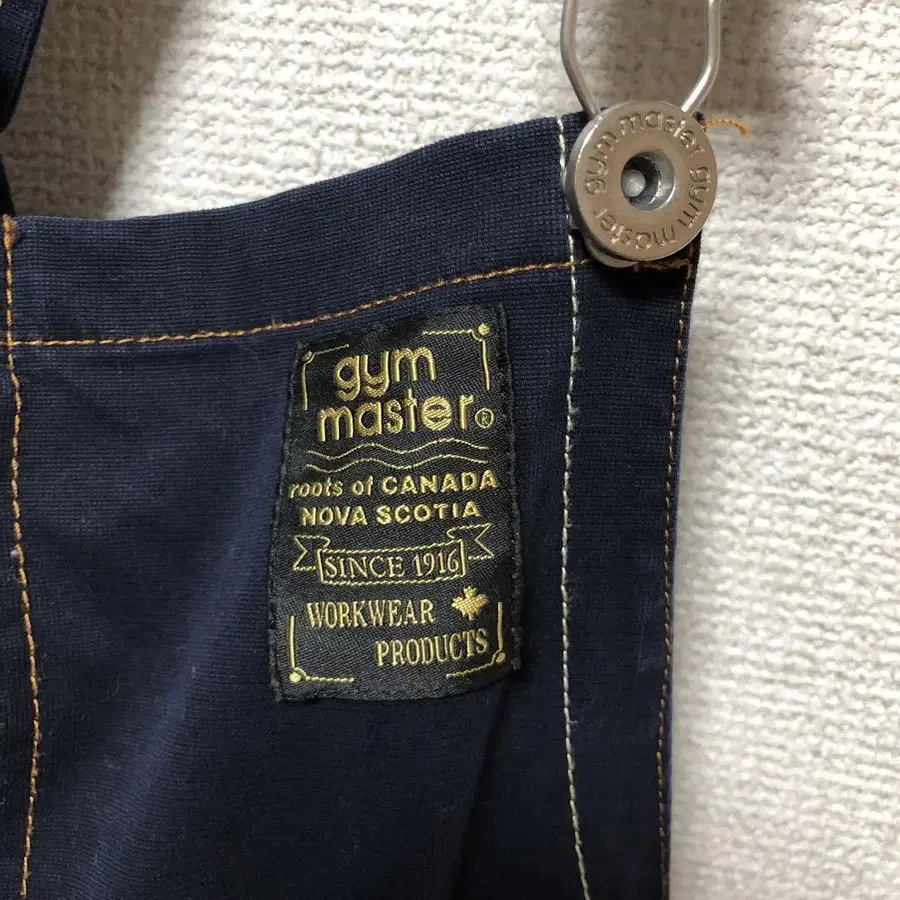 gym master gym master
gym
master®
roots of CANADA
NOVA SCOTIA
SINCE 1916
WORKWEAR
PRODUCTS